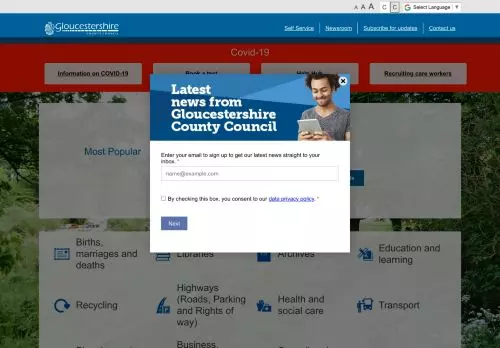 A A A C C Select Language
Gloucestershire
COUNTY COUNCIL
Self Service Newsroom Subscribe for updates Contact us
Covid-19
Information on COVID-19 Book a test Help Hub Recruiting care workers
Latest
news from
Gloucestershire
County Council
Enter your email to sign up to get our latest news straight to your
inbox. *
name@example.com
By checking this box, you consent to our data privacy policy. *
Next
Most Popular
Births,
marriages and
deaths
Libraries
Archives
Education and
learning
Recycling
Highways
(Roads, Parking
and Rights of
way)
Health and
social care
Transport
Business,